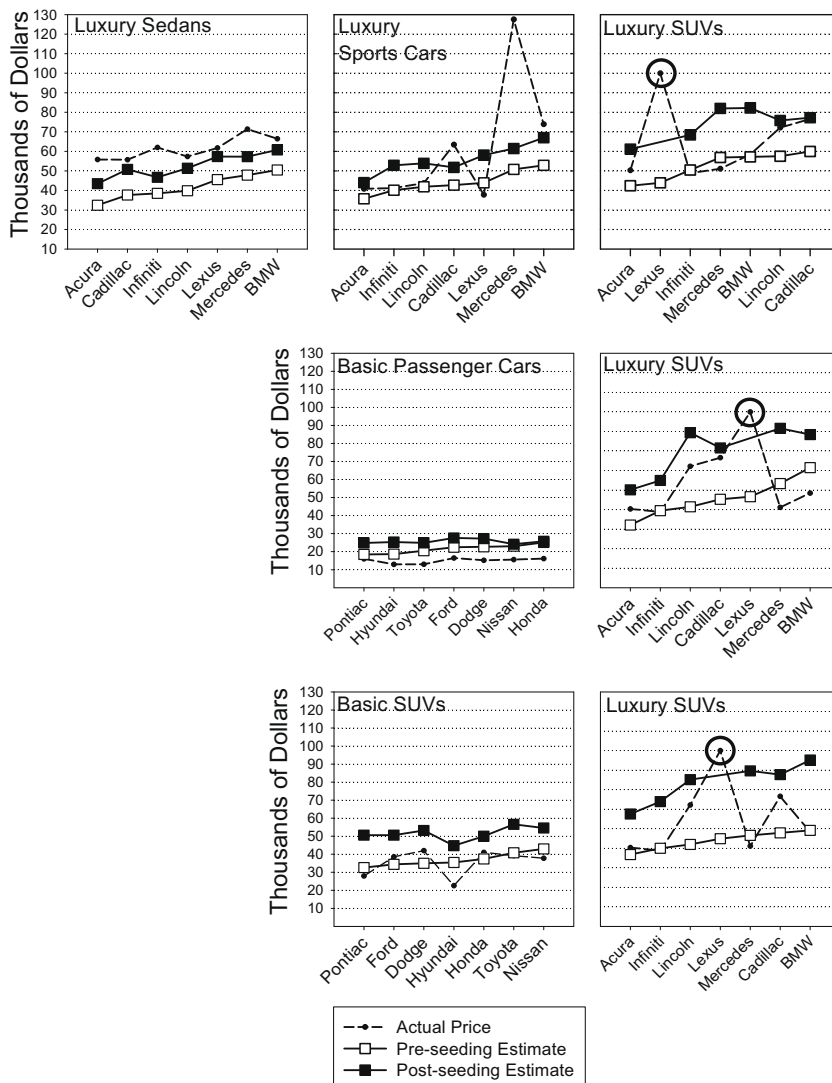 Thousands of Dollars
130
120
110
100
90
80
70
60
50
40
30
20
10
Luxury Sedans
Acura
Cadillac
Infiniti
Lincoln
Lexus
Mercedes
BMW
Luxury
Sports Cars
Acura
Infiniti
Lincoln
Cadillac
Lexus
Mercedes
BMW
Luxury SUVs
Acura
Lexus
Infiniti
Mercedes
BMW
Lincoln
Cadillac
Thousands of Dollars
130
120
110
100
90
80
70
60
50
40
30
20
10
Basic Passenger Cars
Pontiac
Hyundai
Toyota
Ford
Dodge
Nissan
Honda
Luxury SUVs
Acura
Infiniti
Lincoln
Cadillac
Lexus
Mercedes
BMW
Thousands of Dollars
130
120
110
100
90
80
70
60
50
40
30
20
10
Basic SUVs
Pontiac
Ford
Dodge
Hyundai
Honda
Toyota
Nissan
Luxury SUVs
Acura
Infiniti
Lincoln
Lexus
Mercedes
Cadillac
BMW
Actual Price
Pre-seeding Estimate
Post-seeding Estimate